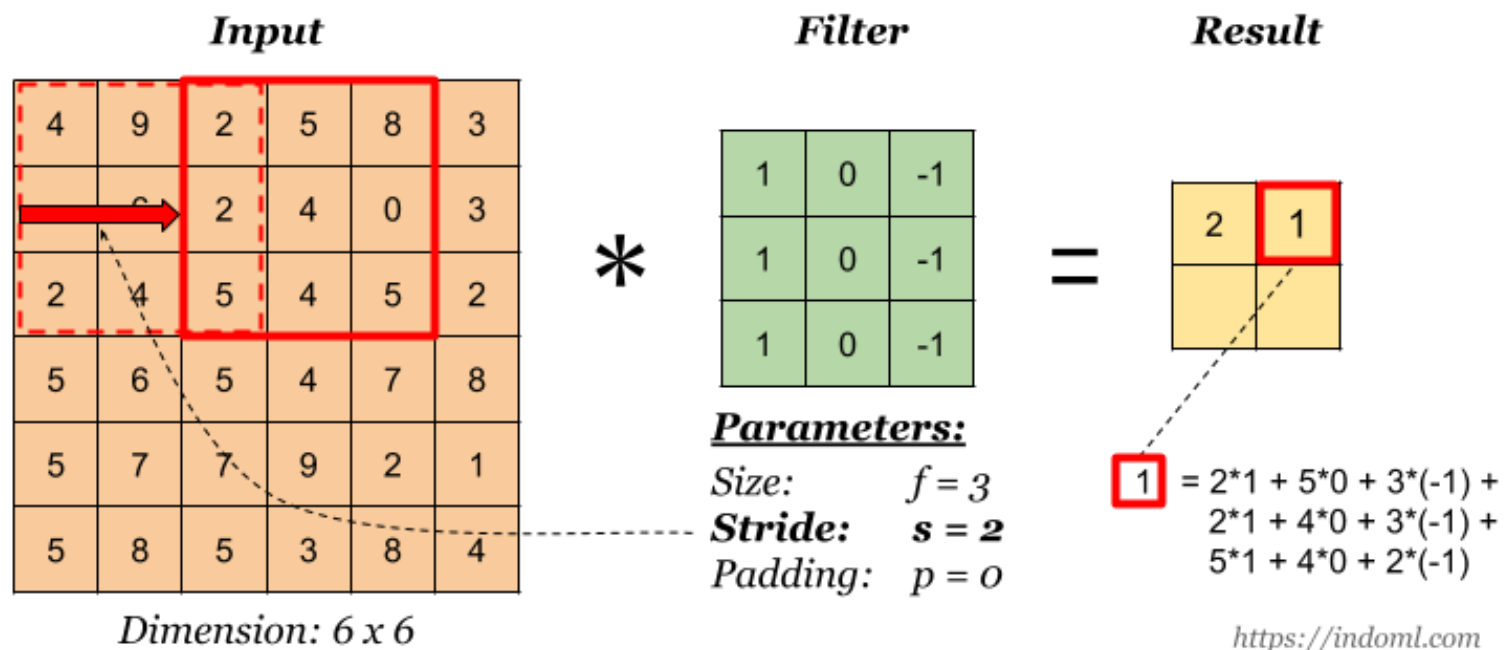 Input Filter Result
4 9 2 5 8 3
2 4 0 3
2 4 5 4 5 2
5 6 5 4 7 8
5 7 7 9 2 1
5 8 5 3 8 4
Dimension: 6 x 6
*
1 0 -1
1 0 -1
1 0 -1
Parameters:
Size: f = 3
Stride: s = 2
Padding: p = 0
=
2 1
1 = 2*1 + 5*0 + 3*(-1) +
2*1 + 4*0 + 3*(-1) +
5*1 + 4*0 + 2*(-1)
https://indoml.com